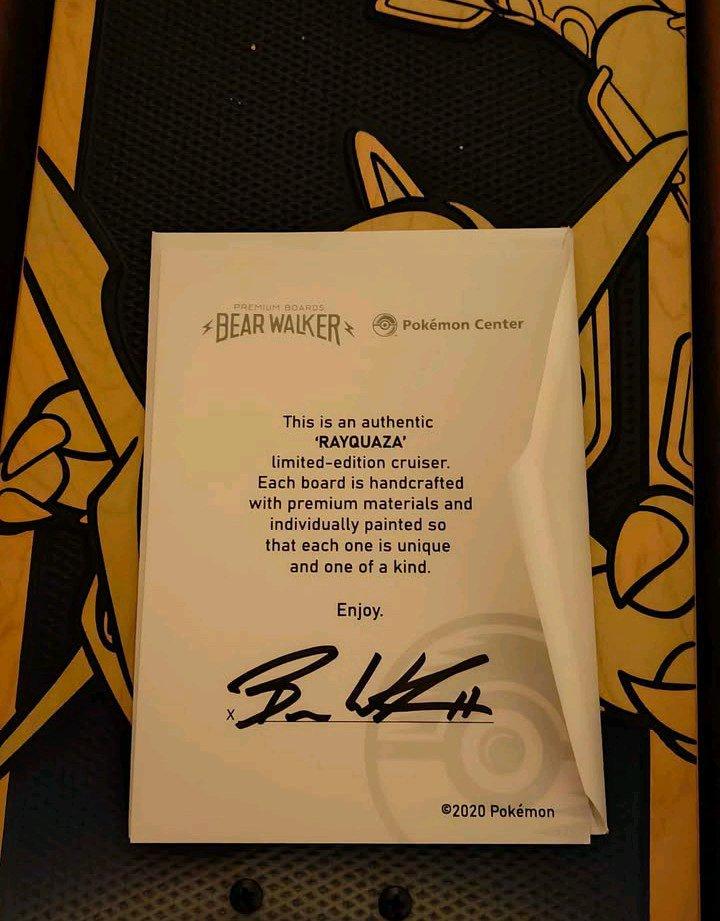 PREMIUM BOARDS
BEAR WALKER
Pokémon Center
This is an authentic
‘RAYQUAZA’
limited-edition cruiser.
Each board is handcrafted
with premium materials and
individually painted so
that each one is unique
and one of a kind.
Enjoy.
X
©2020 Pokémon